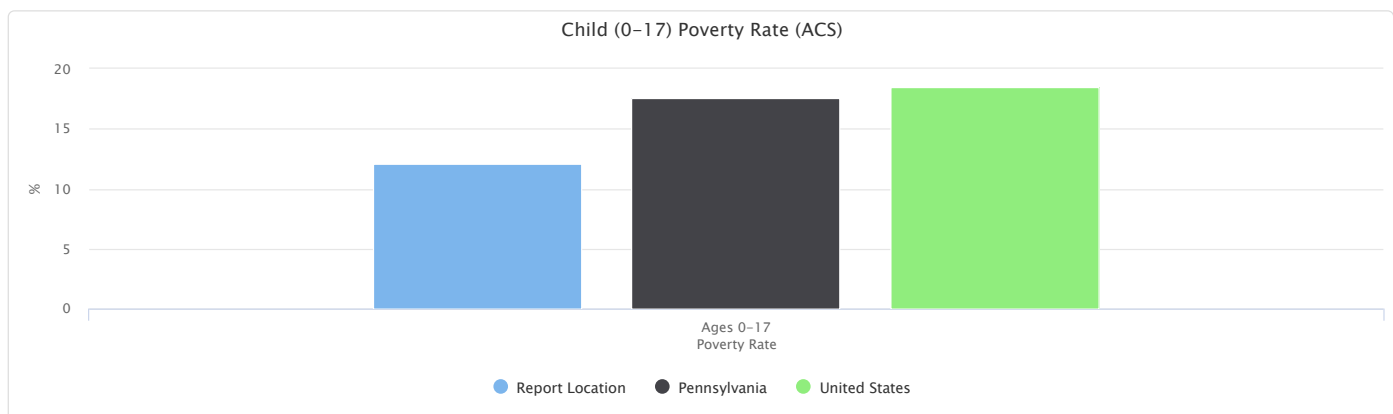 Child (0-17) Poverty Rate (ACS)
20
15
10
5
0
%
Ages 0-17
Poverty Rate
Report Location Pennsylvania United States